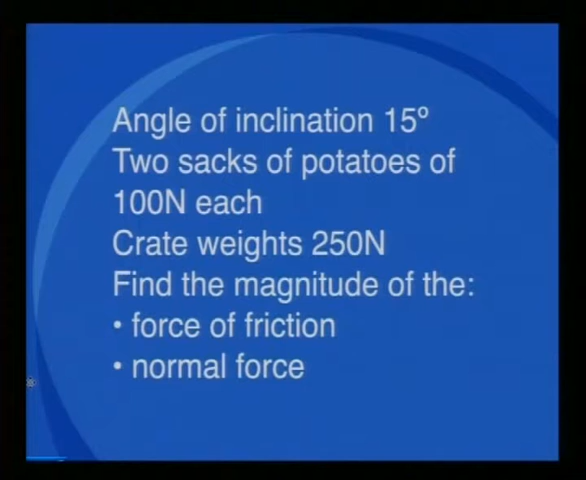 Angle of inclination 15º
Two sacks of potatoes of
100N each
Crate weights 250N
Find the magnitude of the:
• force of friction
• normal force